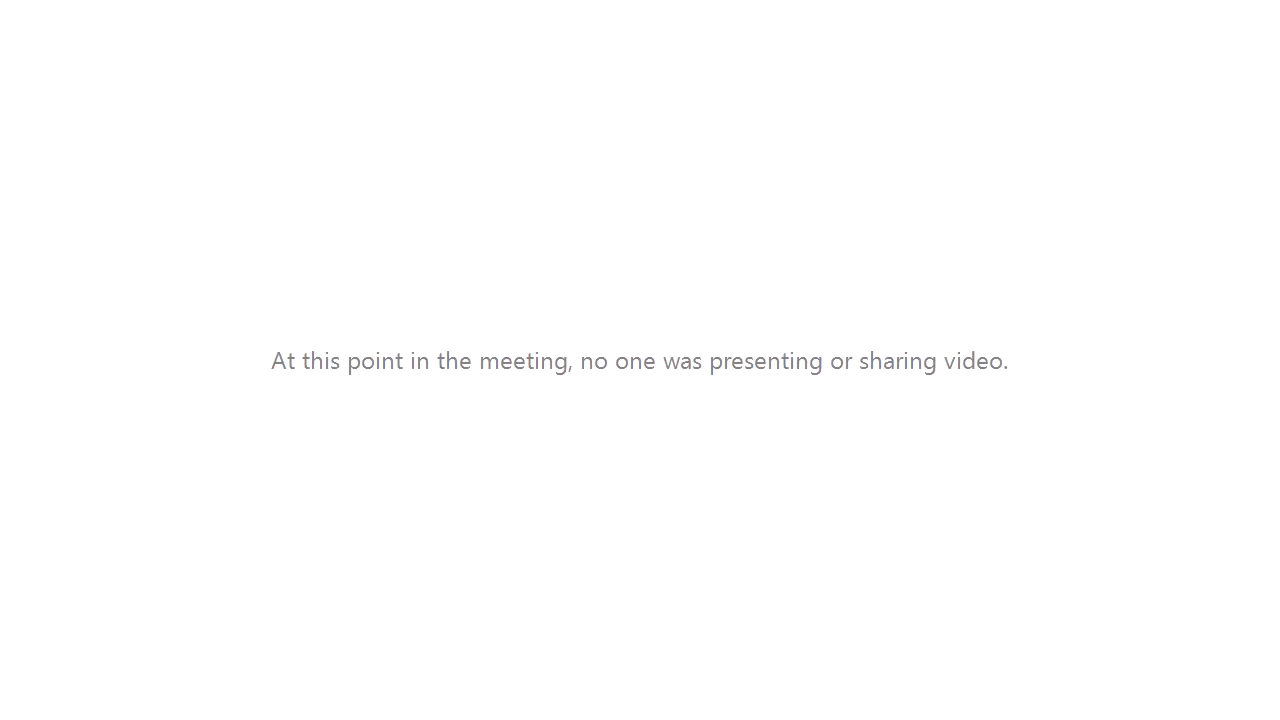 At this point in the meeting, no one was presenting or sharing video.